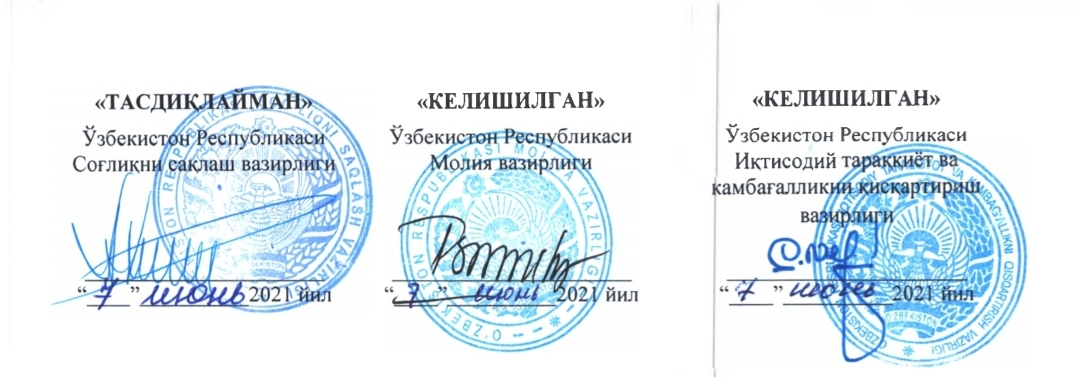 «ТАСДИҚЛАЙМАН»
Ўзбекистон Республикаси
Соғлиқни сақлаш вазирлиги
“ 7 ” июнь 2021 йил
«КЕЛИШИЛГАН»
Ўзбекистон Республикаси
Молия вазирлиги
“ 7 ” июнь 2021 йил
«КЕЛИШИЛГАН»
Ўзбекистон Республикаси
Иқтисодий тараққиёт ва
камбағалликни қисқартириш
вазирлиги
“ 7 ” июнь 2021 йил